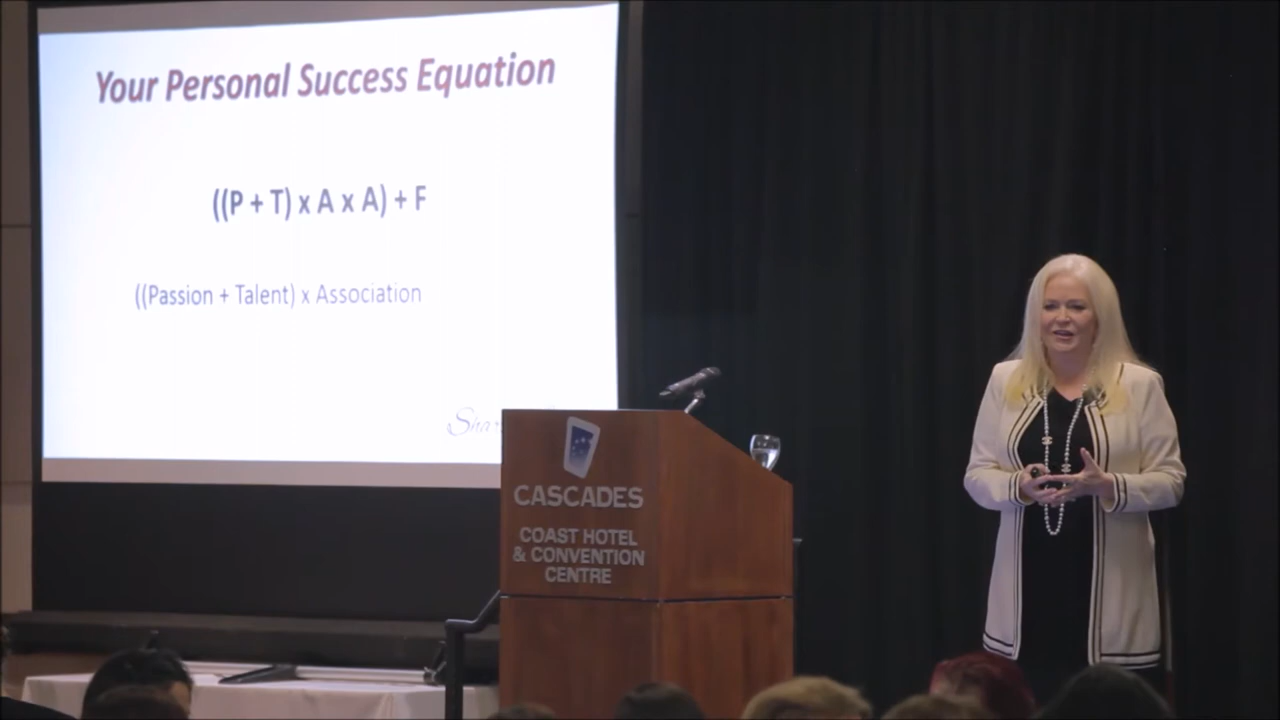 Your Personal Success Equation
((P + T) x A x A) + F
((Passion + Talent) x Association
CASCADES
COAST HOTEL
& CONVENTION
CENTRE